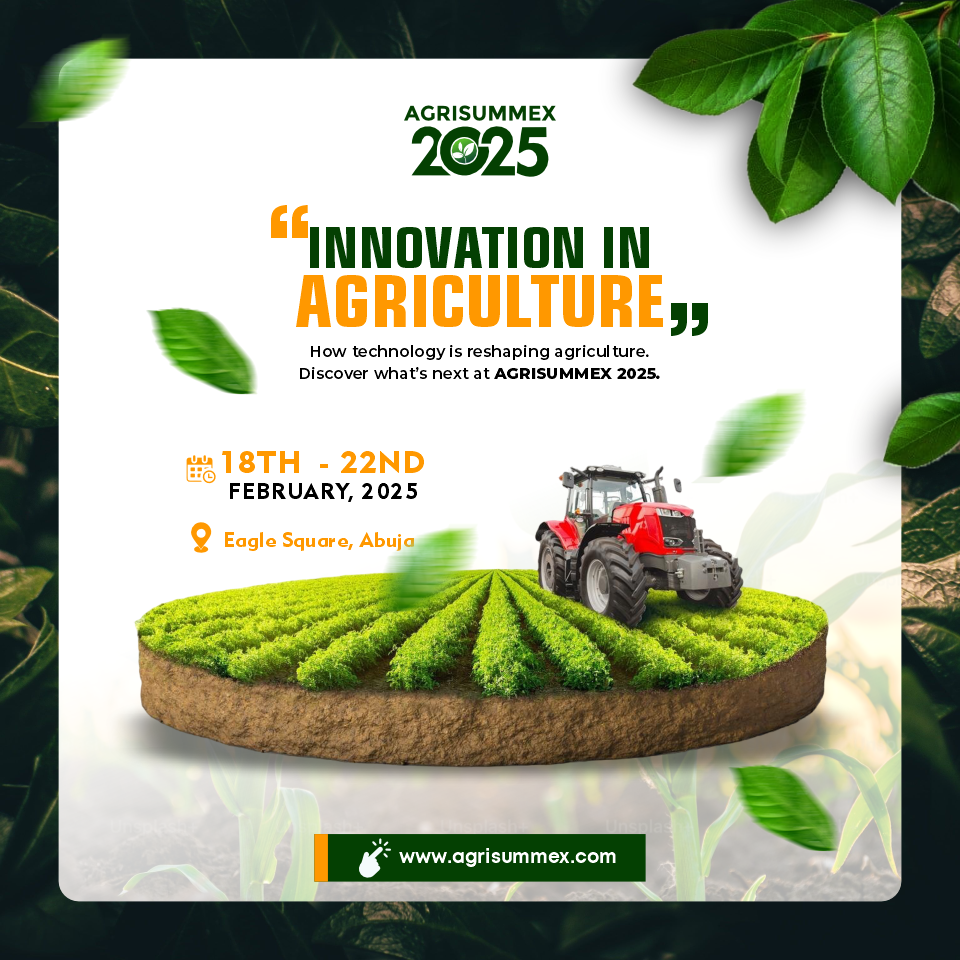 AGRISUMMEX
2025
“INNOVATION IN
AGRICULTURE”
How technology is reshaping agriculture.
Discover what’s next at AGRISUMMEX 2025.
18TH - 22ND
FEBRUARY, 2025
Eagle Square, Abuja
www.agrisummex.com